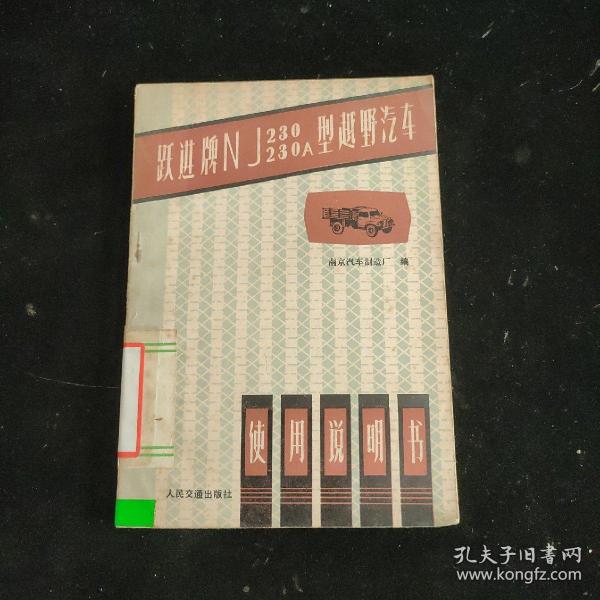 跃进牌NJ230
230A型越野汽车
南京汽车制造厂 编
使用说明书
人民交通出版社
孔夫子旧书网
www.kongfz.com